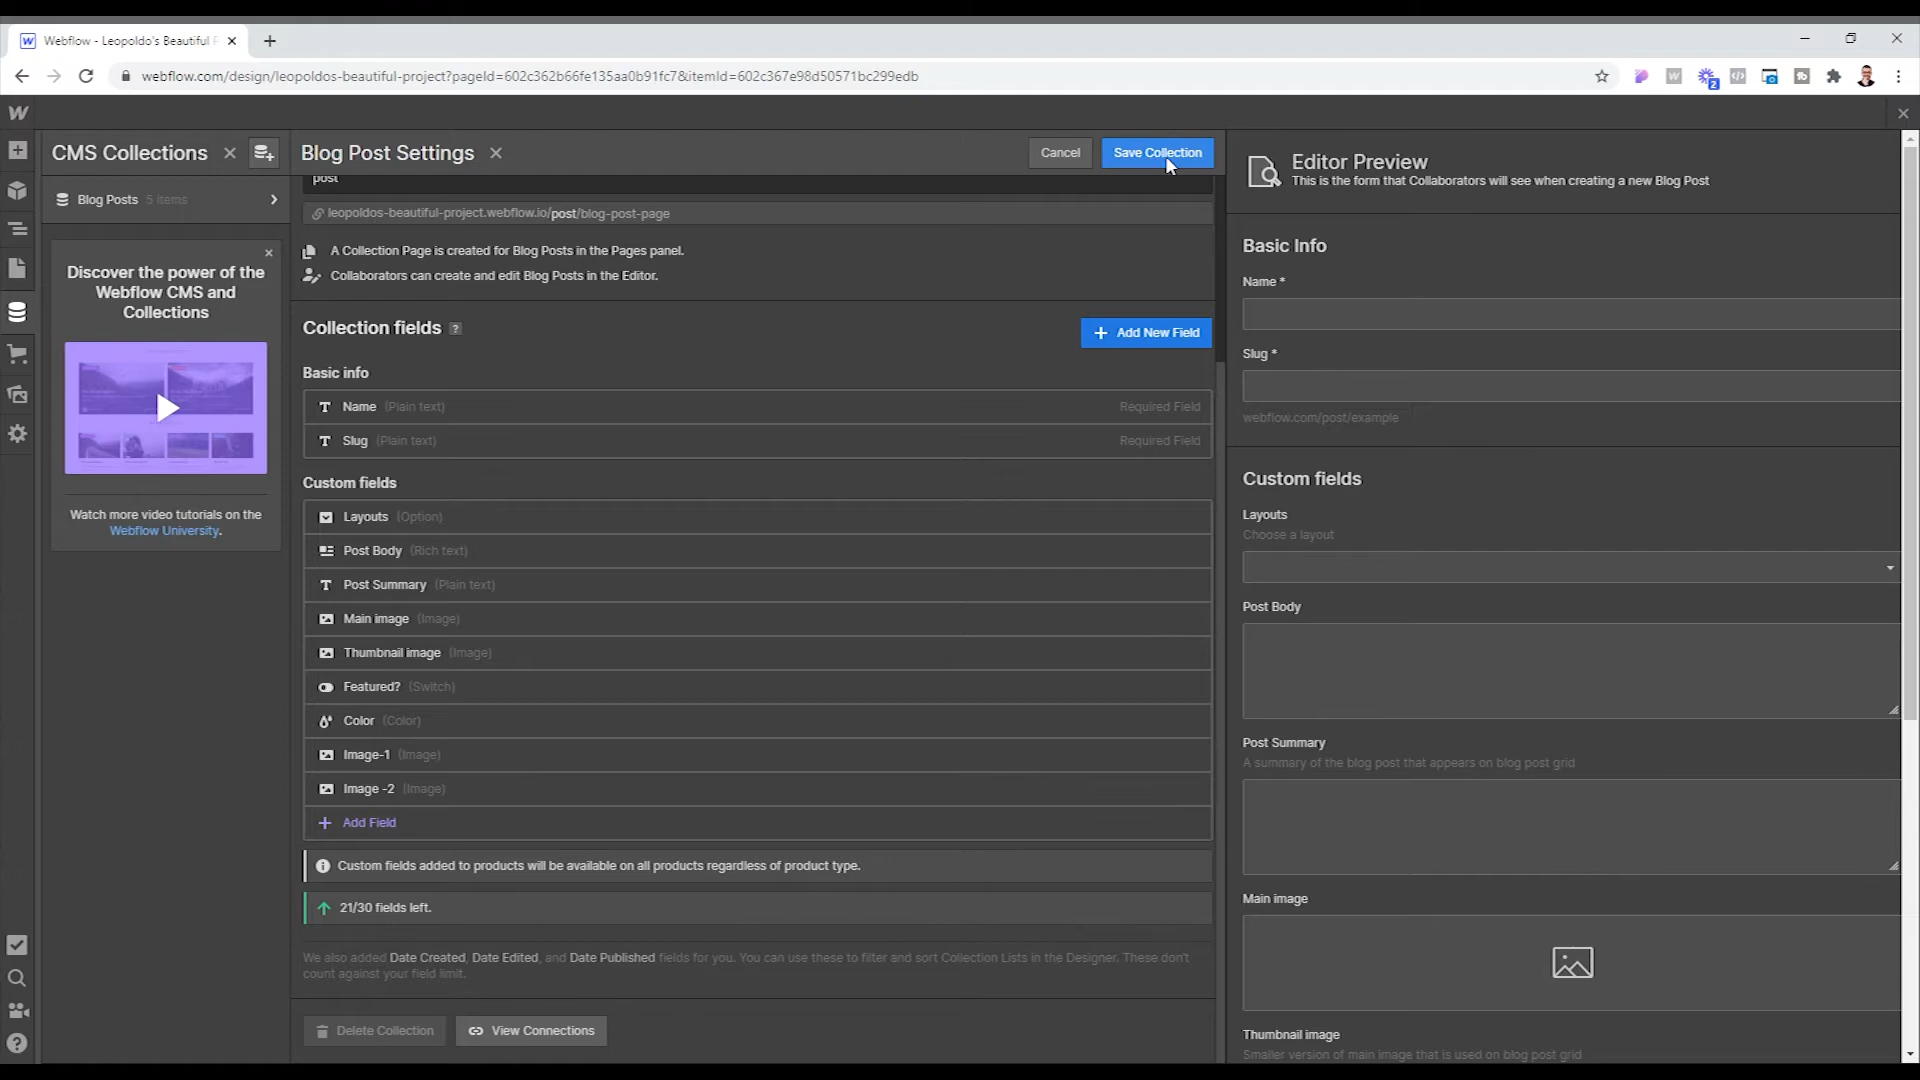 Webflow - Leopoldo's Beautiful P
webflow.com/design/leopoldos-beautiful-project?pageId=602c362b66fe135aa0b91fc7&itemId=602c367e98d50571bc299edb
2
CMS Collections
Blog Posts 5 items
Discover the power of the
Webflow CMS and
Collections
Watch more video tutorials on the
Webflow University.
Blog Post Settings
Cancel
Save Collection
post
leopoldos-beautiful-project.webflow.io/post/blog-post-page
A Collection Page is created for Blog Posts in the Pages panel.
Collaborators can create and edit Blog Posts in the Editor.
Collection fields ?
+ Add New Field
Basic info
Name (Plain text) Required Field
Slug (Plain text) Required Field
Custom fields
Layouts (Option)
Post Body (Rich text)
Post Summary (Plain text)
Main image (Image)
Thumbnail image (Image)
Featured? (Switch)
Color (Color)
Image-1 (Image)
Image -2 (Image)
+ Add Field
Custom fields added to products will be available on all products regardless of product type.
21/30 fields left.
We also added Date Created, Date Edited, and Date Published fields for you. You can use these to filter and sort Collection Lists in the Designer. These don't
count against your field limit.
Delete Collection
View Connections
Editor Preview
This is the form that Collaborators will see when creating a new Blog Post
Basic Info
Name *
Slug *
webflow.com/post/example
Custom fields
Layouts
Choose a layout
Post Body
Post Summary
A summary of the blog post that appears on blog post grid
Main image
Thumbnail image
Smaller version of main image that is used on blog post grid